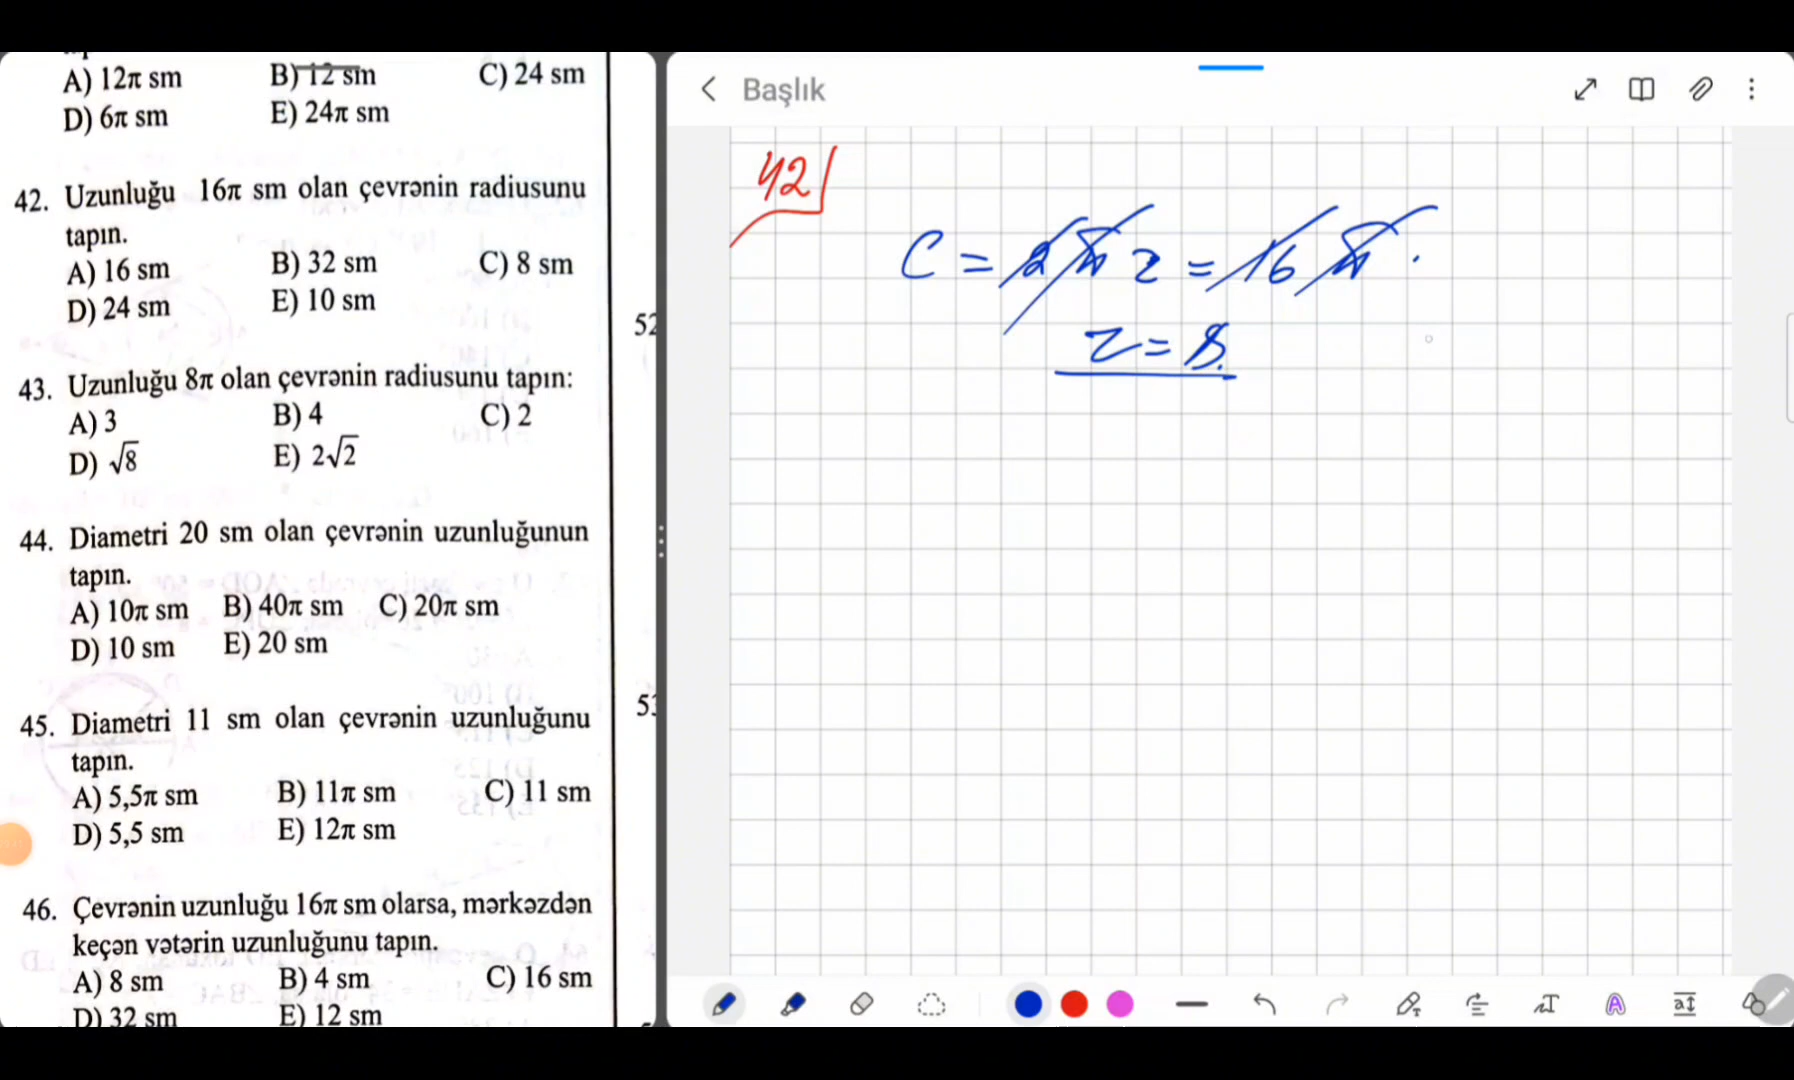 A) 12π sm B) 12 sm C) 24 sm
D) 6π sm E) 24π sm
42. Uzunluğu 16π sm olan çevrənin radiusunu
tapın.
A) 16 sm B) 32 sm C) 8 sm
D) 24 sm E) 10 sm
43. Uzunluğu 8π olan çevrənin radiusunu tapın:
A) 3 B) 4 C) 2
D) √8 E) 2√2
44. Diametri 20 sm olan çevrənin uzunluğunun
tapın.
A) 10π sm B) 40π sm C) 20π sm
D) 10 sm E) 20 sm
45. Diametri 11 sm olan çevrənin uzunluğunu
tapın.
A) 5,5π sm B) 11π sm C) 11 sm
D) 5,5 sm E) 12π sm
46. Çevrənin uzunluğu 16π sm olarsa, mərkəzdən
keçən vətərin uzunluğunu tapın.
A) 8 sm B) 4 sm C) 16 sm
D) 32 sm E) 12 sm
52
Başlık
42
C = 2π r = 16π .
r = 8.